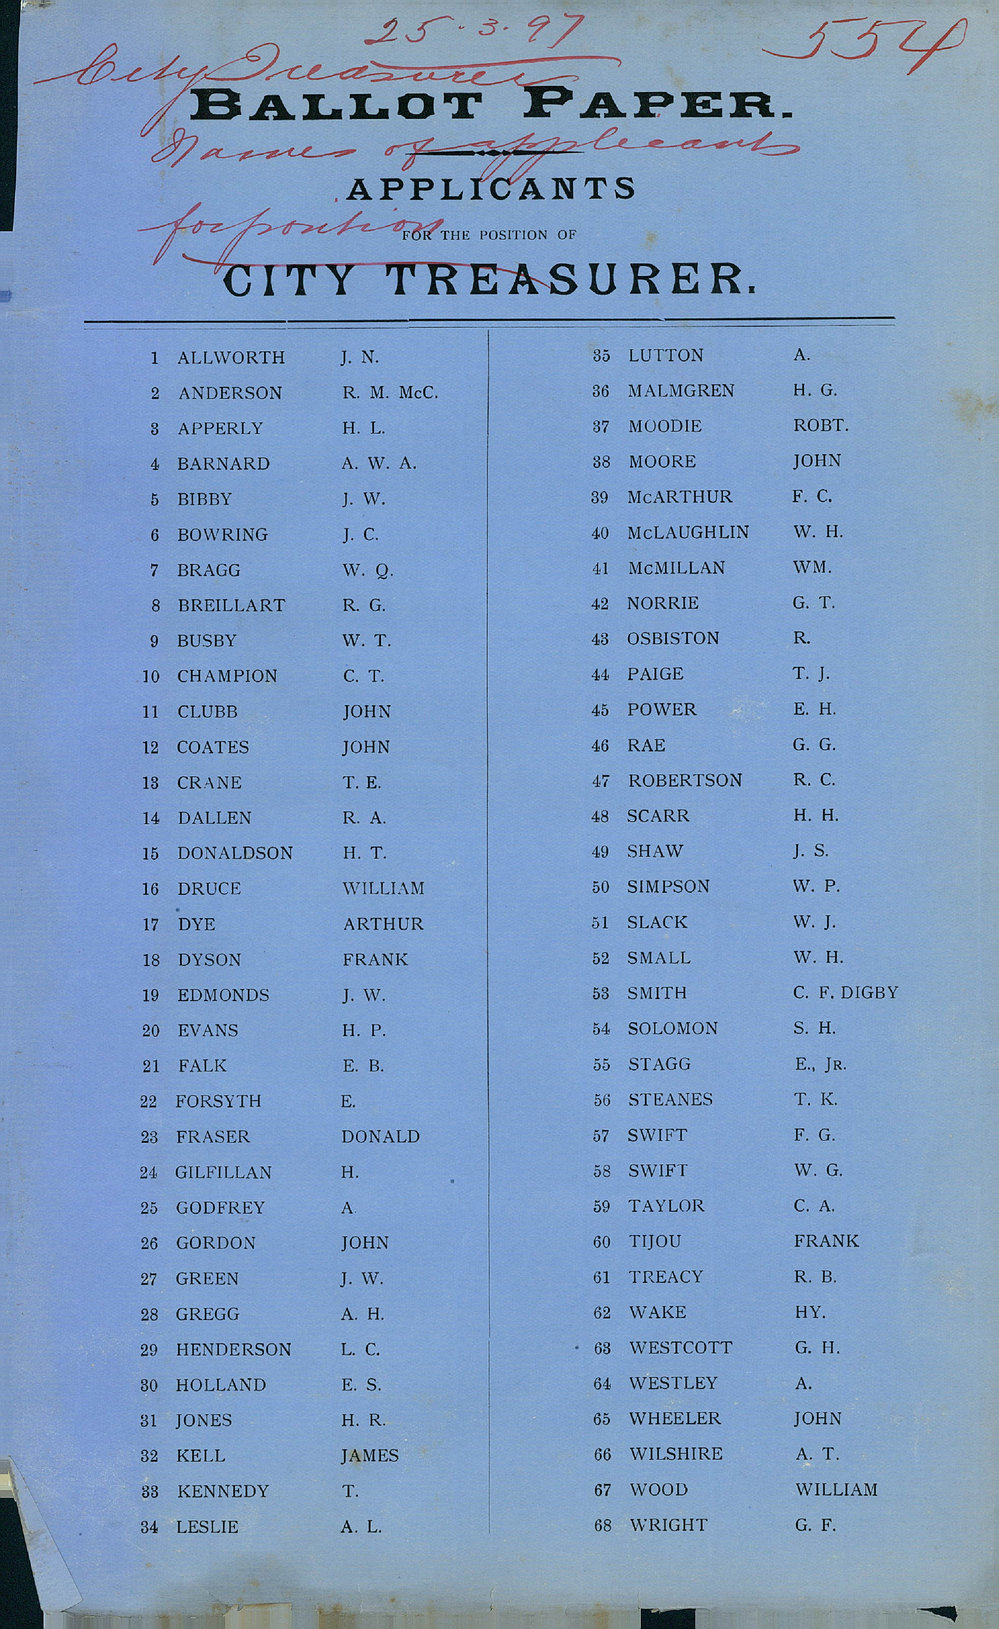 25.3.97
554
City Treasurer
BALLOT PAPER.
Names of applicants
APPLICANTS
for position
FOR THE POSITION OF
CITY TREASURER.
1 ALLWORTH J. N.
2 ANDERSON R. M. McC.
3 APPERLY H. L.
4 BARNARD A. W. A.
5 BIBBY J. W.
6 BOWRING J. C.
7 BRAGG W. Q.
8 BREILLART R. G.
9 BUSBY W. T.
10 CHAMPION C. T.
11 CLUBB JOHN
12 COATES JOHN
13 CRANE T. E.
14 DALLEN R. A.
15 DONALDSON H. T.
16 DRUCE WILLIAM
17 DYE ARTHUR
18 DYSON FRANK
19 EDMONDS J. W.
20 EVANS H. P.
21 FALK E. B.
22 FORSYTH E.
23 FRASER DONALD
24 GILFILLAN H.
25 GODFREY A
26 GORDON JOHN
27 GREEN J. W.
28 GREGG A. H.
29 HENDERSON L. C.
30 HOLLAND E. S.
31 JONES H. R.
32 KELL JAMES
33 KENNEDY T.
34 LESLIE A. L.
35 LUTTON A.
36 MALMGREN H. G.
37 MOODIE ROBT.
38 MOORE JOHN
39 McARTHUR F. C.
40 McLAUGHLIN W. H.
41 McMILLAN WM.
42 NORRIE G. T.
43 OSBISTON R.
44 PAIGE T. J.
45 POWER E. H.
46 RAE G. G.
47 ROBERTSON R. C.
48 SCARR H. H.
49 SHAW J. S.
50 SIMPSON W. P.
51 SLACK W. J.
52 SMALL W. H.
53 SMITH C. F. DIGBY
54 SOLOMON S. H.
55 STAGG E., JR.
56 STEANES T. K.
57 SWIFT F. G.
58 SWIFT W. G.
59 TAYLOR C. A.
60 TIJOU FRANK
61 TREACY R. B.
62 WAKE HY.
63 WESTCOTT G. H.
64 WESTLEY A.
65 WHEELER JOHN
66 WILSHIRE A. T.
67 WOOD WILLIAM
68 WRIGHT G. F.